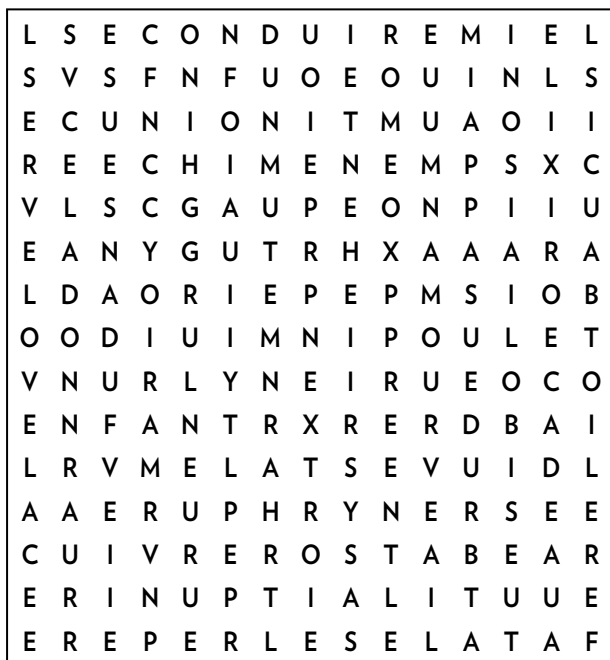 L S E C O N D U I R E M I E L
S V S F N F U O E O U I N L S
E C U N I O N I T M U A O I I
R E E C H I M E N E M P S X C
V L S C G A U P E O N P I I U
E A N Y G U T R H X A A A R A
L D A O R I E P E P M S I O B
O O D I U I M N I P O U L E T
V N U R L Y N E I R U E O C O
E N F A N T R X R E R D B A I
L R V M E L A T S E V U I D L
A A E R U P H R Y N E R S E E
C U I V R E R O S T A B E A R
E R I N U P T I A L I T U U E
E R E P E R L E S E L A T A F